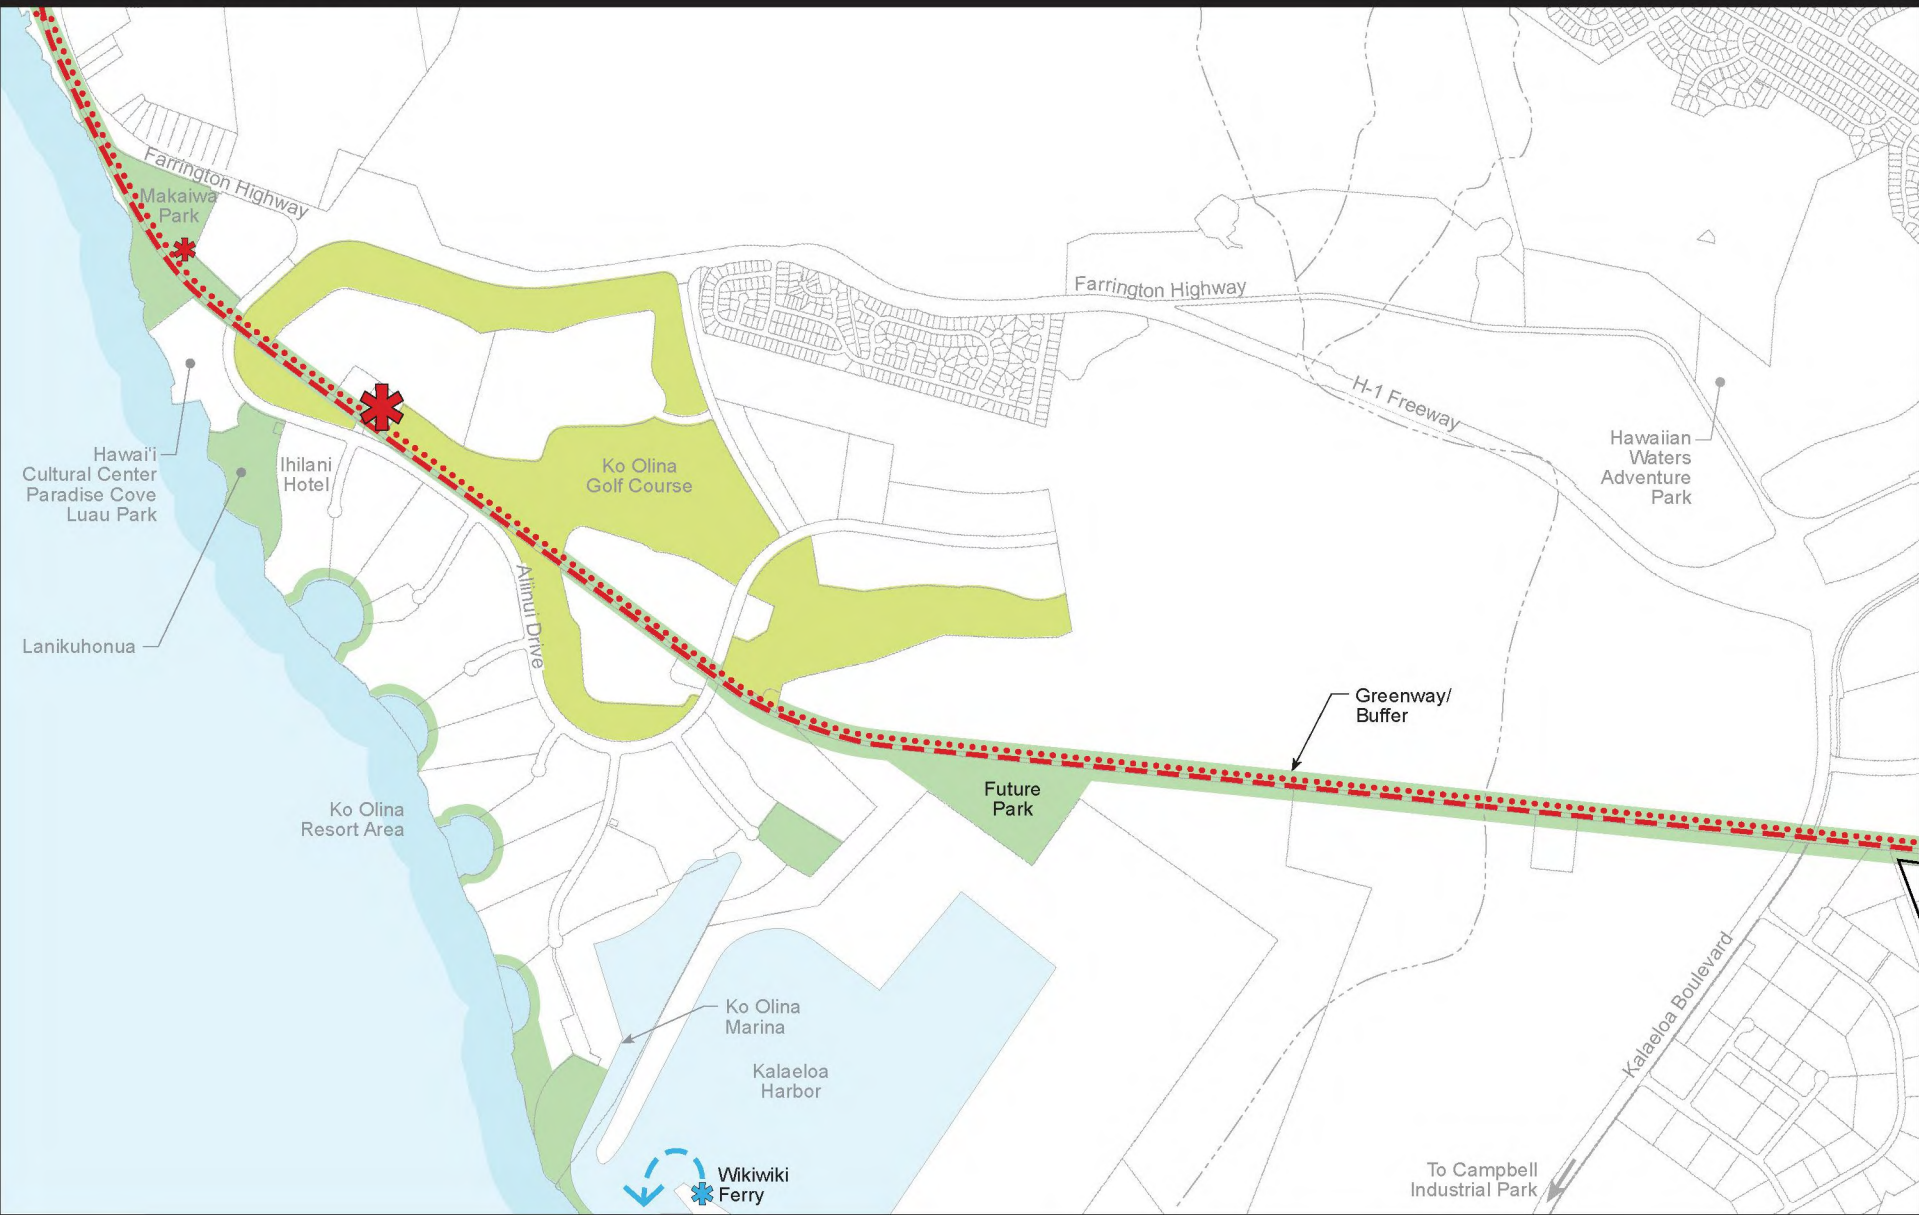 Farrington Highway
Makaiwa
Park
Farrington Highway
H-1 Freeway
Hawaiian
Waters
Adventure
Park
Hawai'i
Cultural Center
Paradise Cove
Luau Park
Ihilani
Hotel
Ko Olina
Golf Course
Aliinui Drive
Lanikuhonua
Greenway/
Buffer
Future
Park
Ko Olina
Resort Area
Ko Olina
Marina
Kalaeloa
Harbor
Kalaeloa Boulevard
Wikiwiki
Ferry
To Campbell
Industrial Park